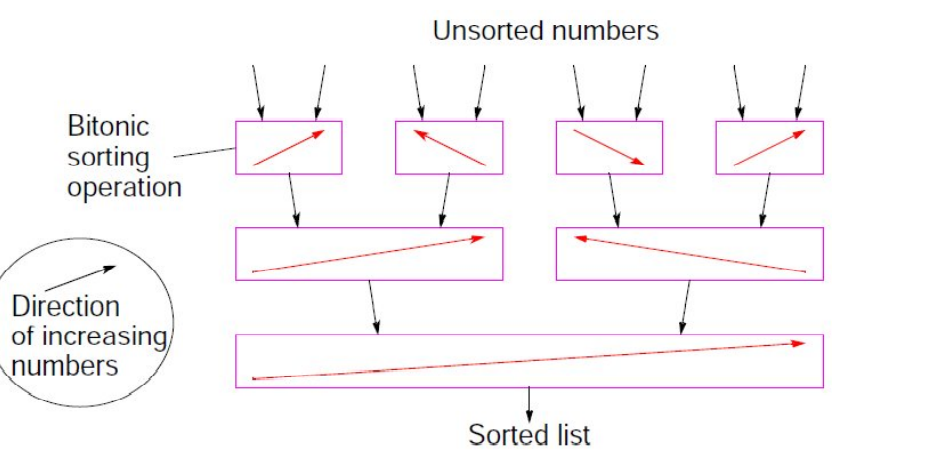 Unsorted numbers
Bitonic
sorting
operation
Direction
of increasing
numbers
Sorted list